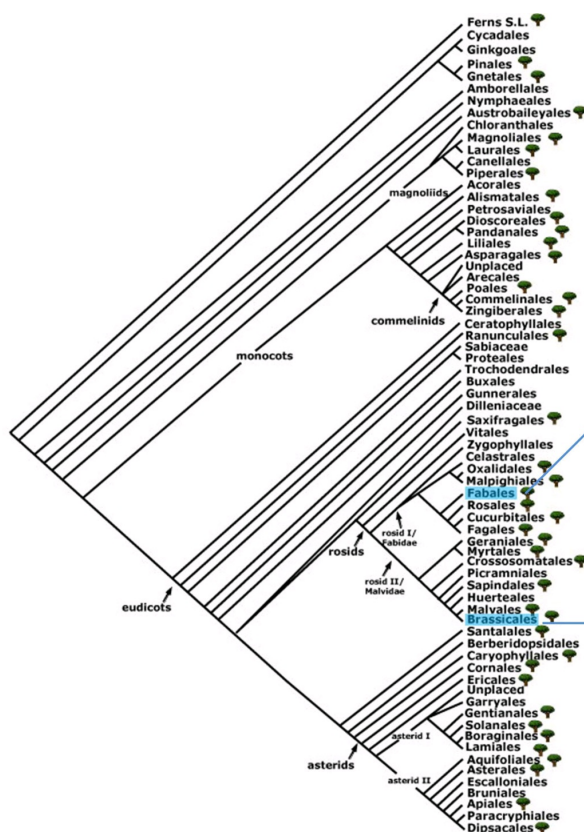 Ferns S.L.
Cycadales
Ginkgoales
Pinales
Gnetales
Amborellales
Nymphaeales
Austrobaileyales
Chloranthales
Magnoliales
Laurales
Canellales
Piperales
magnoliids
Acorales
Alismatales
Petrosaviales
Dioscoreales
Pandanales
Liliales
Asparagales
Unplaced
Arecales
Poales
Commelinales
Zingiberales
commelinids
Ceratophyllales
Ranunculales
Sabiaceae
monocots
Proteales
Trochodendrales
Buxales
Gunnerales
Dilleniaceae
Saxifragales
Vitales
Zygophyllales
Celastrales
Oxalidales
Malpighiales
Fabales
Rosales
Cucurbitales
Fagales
rosid I/
Fabidae
rosids
Geraniales
Myrtales
Crossosomatales
Picramniales
rosid II/
Malvidae
Sapindales
Huerteales
Malvales
eudicots
Brassicales
Santalales
Berberidopsidales
Caryophyllales
Cornales
Ericales
Unplaced
Garryales
Gentianales
Solanales
Boraginales
asterid I
Lamiales
asterids
Aquifoliales
Asterales
asterid II
Escalloniales
Bruniales
Apiales
Paracryphiales
Dipsacales